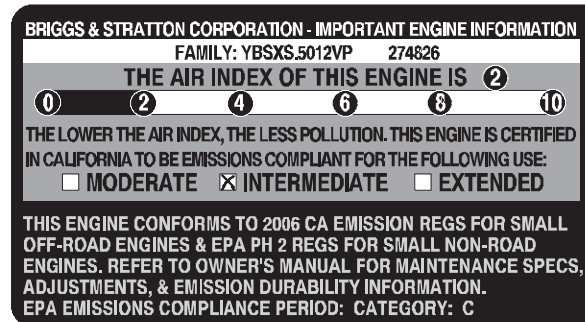 BRIGGS & STRATTON CORPORATION - IMPORTANT ENGINE INFORMATION
FAMILY: YBSXS.5012VP 274826
THE AIR INDEX OF THIS ENGINE IS 2
0 2 4 6 8 10
THE LOWER THE AIR INDEX, THE LESS POLLUTION. THIS ENGINE IS CERTIFIED
IN CALIFORNIA TO BE EMISSIONS COMPLIANT FOR THE FOLLOWING USE:
☐ MODERATE ☒ INTERMEDIATE ☐ EXTENDED
THIS ENGINE CONFORMS TO 2006 CA EMISSION REGS FOR SMALL
OFF-ROAD ENGINES & EPA PH 2 REGS FOR SMALL NON-ROAD
ENGINES. REFER TO OWNER'S MANUAL FOR MAINTENANCE SPECS,
ADJUSTMENTS, & EMISSION DURABILITY INFORMATION.
EPA EMISSIONS COMPLIANCE PERIOD: CATEGORY: C